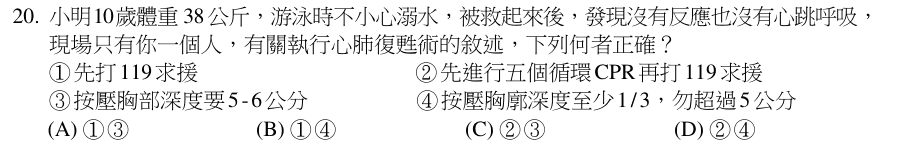 20. 小明10歲體重38公斤，游泳時不小心溺水，被救起來後，發現沒有反應也沒有心跳呼吸，
現場只有你一個人，有關執行心肺復甦術的敘述，下列何者正確？
①先打119求援 ②先進行五個循環CPR再打119求援
③按壓胸部深度要5-6公分 ④按壓胸廓深度至少1/3，勿超過5公分
(A) ①③ (B) ①④ (C) ②③ (D) ②④